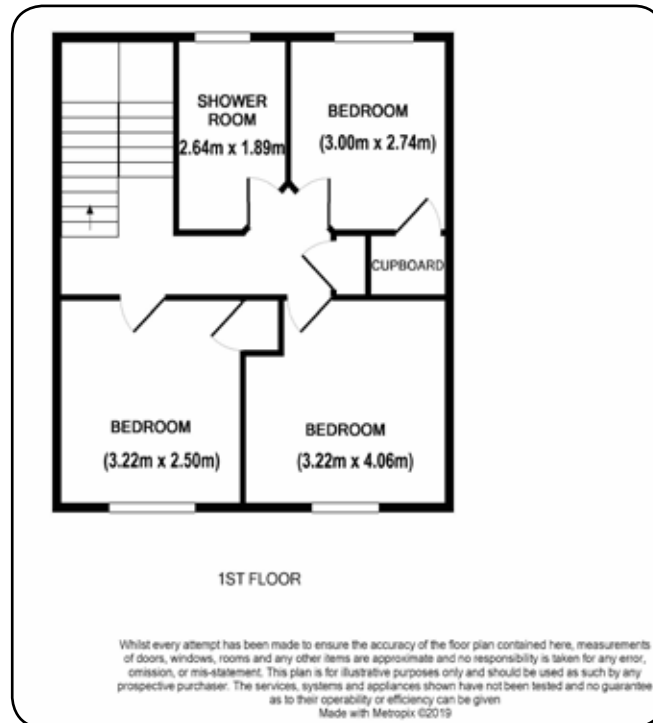 SHOWER
ROOM
2.64m x 1.89m
BEDROOM
(3.00m x 2.74m)
CUPBOARD
BEDROOM
(3.22m x 2.50m)
BEDROOM
(3.22m x 4.06m)
1ST FLOOR
Whilst every attempt has been made to ensure the accuracy of the floor plan contained here, measurements
of doors, windows, rooms and any other items are approximate and no responsibility is taken for any error,
omission, or mis-statement. This plan is for illustrative purposes only and should be used as such by any
prospective purchaser. The services, systems and appliances shown have not been tested and no guarantee
as to their operability or efficiency can be given
Made with Metropix ©2019